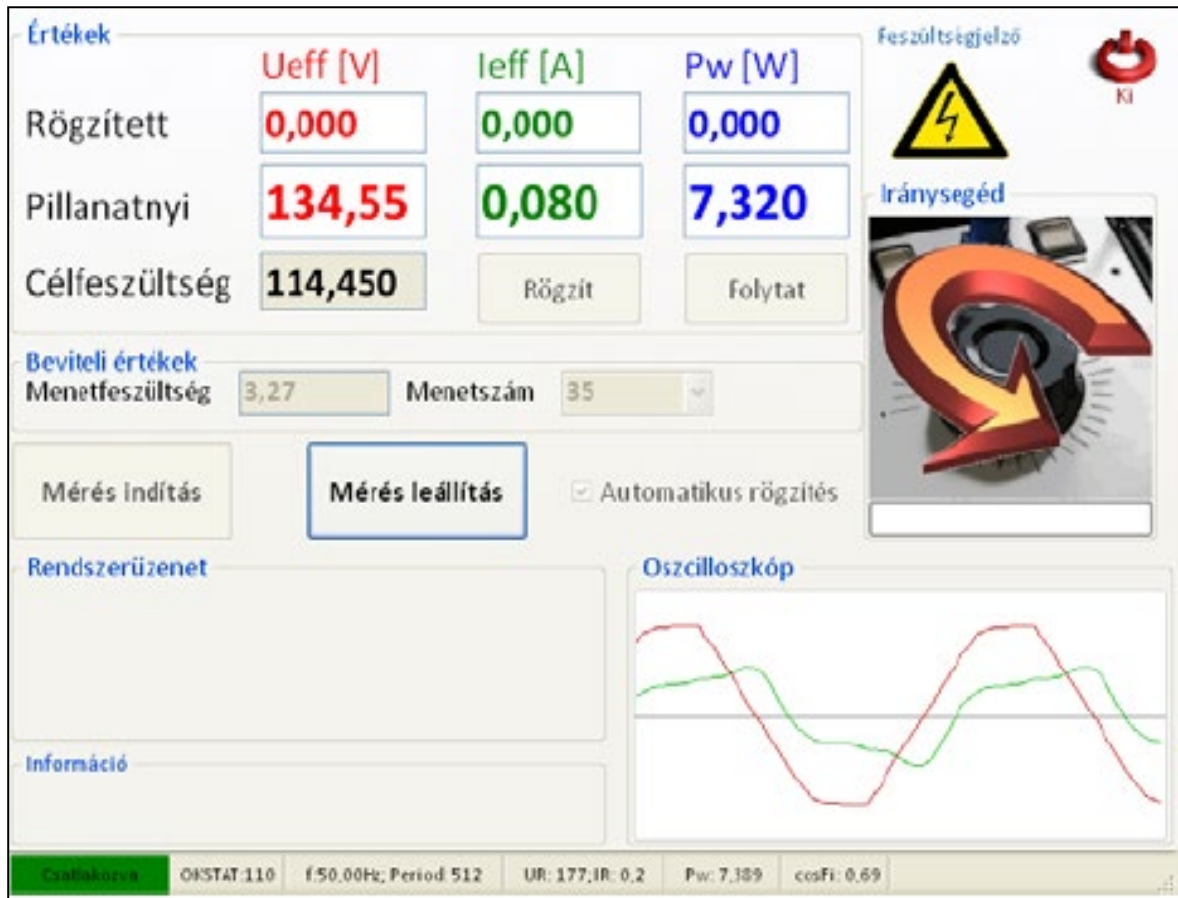 Értékek
Ueff [V] Ieff [A] Pw [W]
Rögzített 0,000 0,000 0,000
Pillanatnyi 134,55 0,080 7,320
Célfeszültség 114,450 Rögzít Folytat
Feszültségjelző
Ki
Iránysegéd
Beviteli értékek
Menetfeszültség 3,27 Menetszám 35
Mérés indítás Mérés leállítás Automatikus rögzítés
Rendszerüzenet
Oszcilloszkóp
Információ
Csatlakozva OKSTAT:110 f:50,00Hz; Period: 512 UR: 177; IR: 0,2 Pw: 7,389 cosFi: 0,69